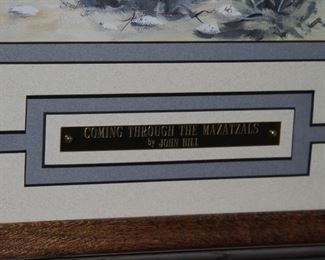 COMING THROUGH THE MAZATZALS
by JOHN HILL